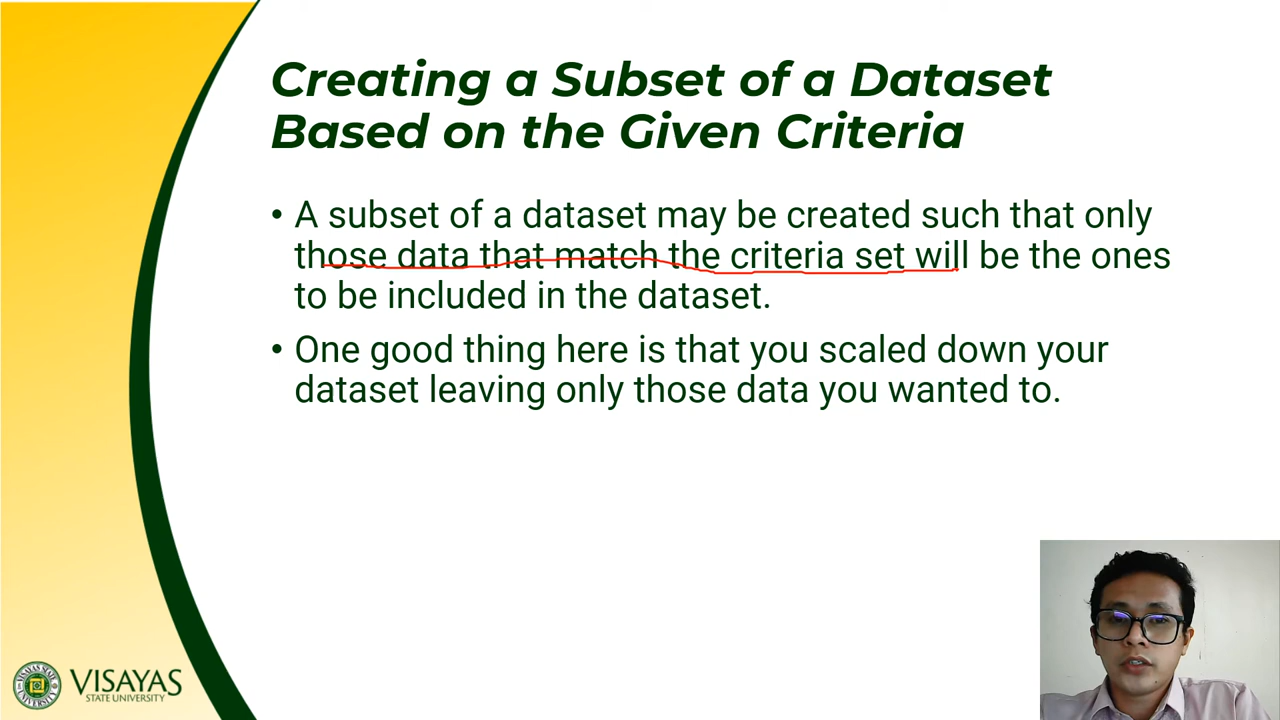 Creating a Subset of a Dataset
Based on the Given Criteria
• A subset of a dataset may be created such that only
those data that match the criteria set will be the ones
to be included in the dataset.
• One good thing here is that you scaled down your
dataset leaving only those data you wanted to.
VISAYAS
STATE UNIVERSITY